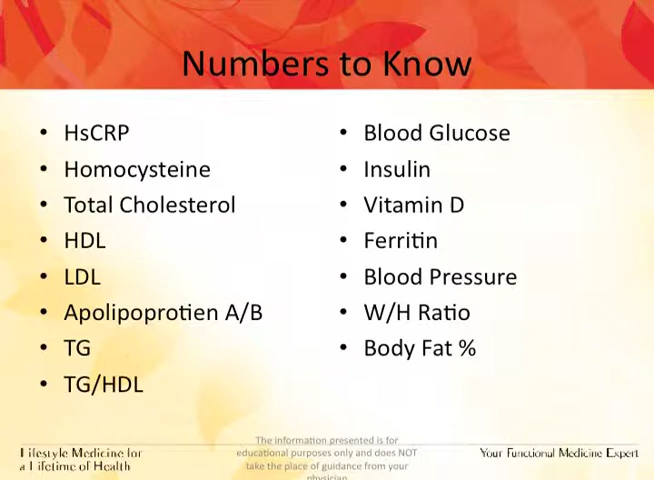 Numbers to Know
• HsCRP
• Homocysteine
• Total Cholesterol
• HDL
• LDL
• Apolipoprotien A/B
• TG
• TG/HDL
• Blood Glucose
• Insulin
• Vitamin D
• Ferritin
• Blood Pressure
• W/H Ratio
• Body Fat %
Lifestyle Medicine for
a Lifetime of Health
The information presented is for
educational purposes only and does NOT
take the place of guidance from your
physician
Your Functional Medicine Expert